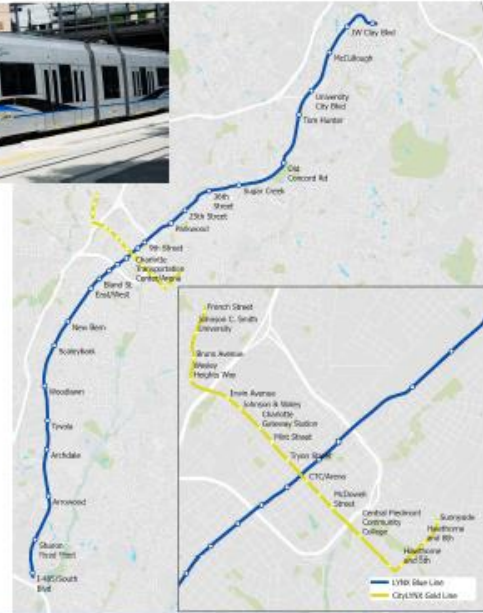 JW Clay Blvd
McCullough
University
City Blvd
Tom Hunter
Old
Concord Rd
Sugar Creek
36th
Street
25th Street
Parkwood
9th Street
Charlotte
Transportation
Center/Arena
Bland St
East/West
New Bern
Scaleybark
Woodlawn
Tyvola
Archdale
Arrowood
Sharon
Road West
I-485/South
Blvd
French Street
Johnson C. Smith
University
Bruns Avenue
Wesley
Heights Way
Irwin Avenue
Johnson & Wales
Charlotte
Gateway Station
Mint Street
Tryon Street
CTC/Arena
McDowell
Street
Central Piedmont
Community
College
Sunnyside
Hawthorne
and 8th
Hawthorne
and 5th
LYNX Blue Line
CityLYNX Gold Line